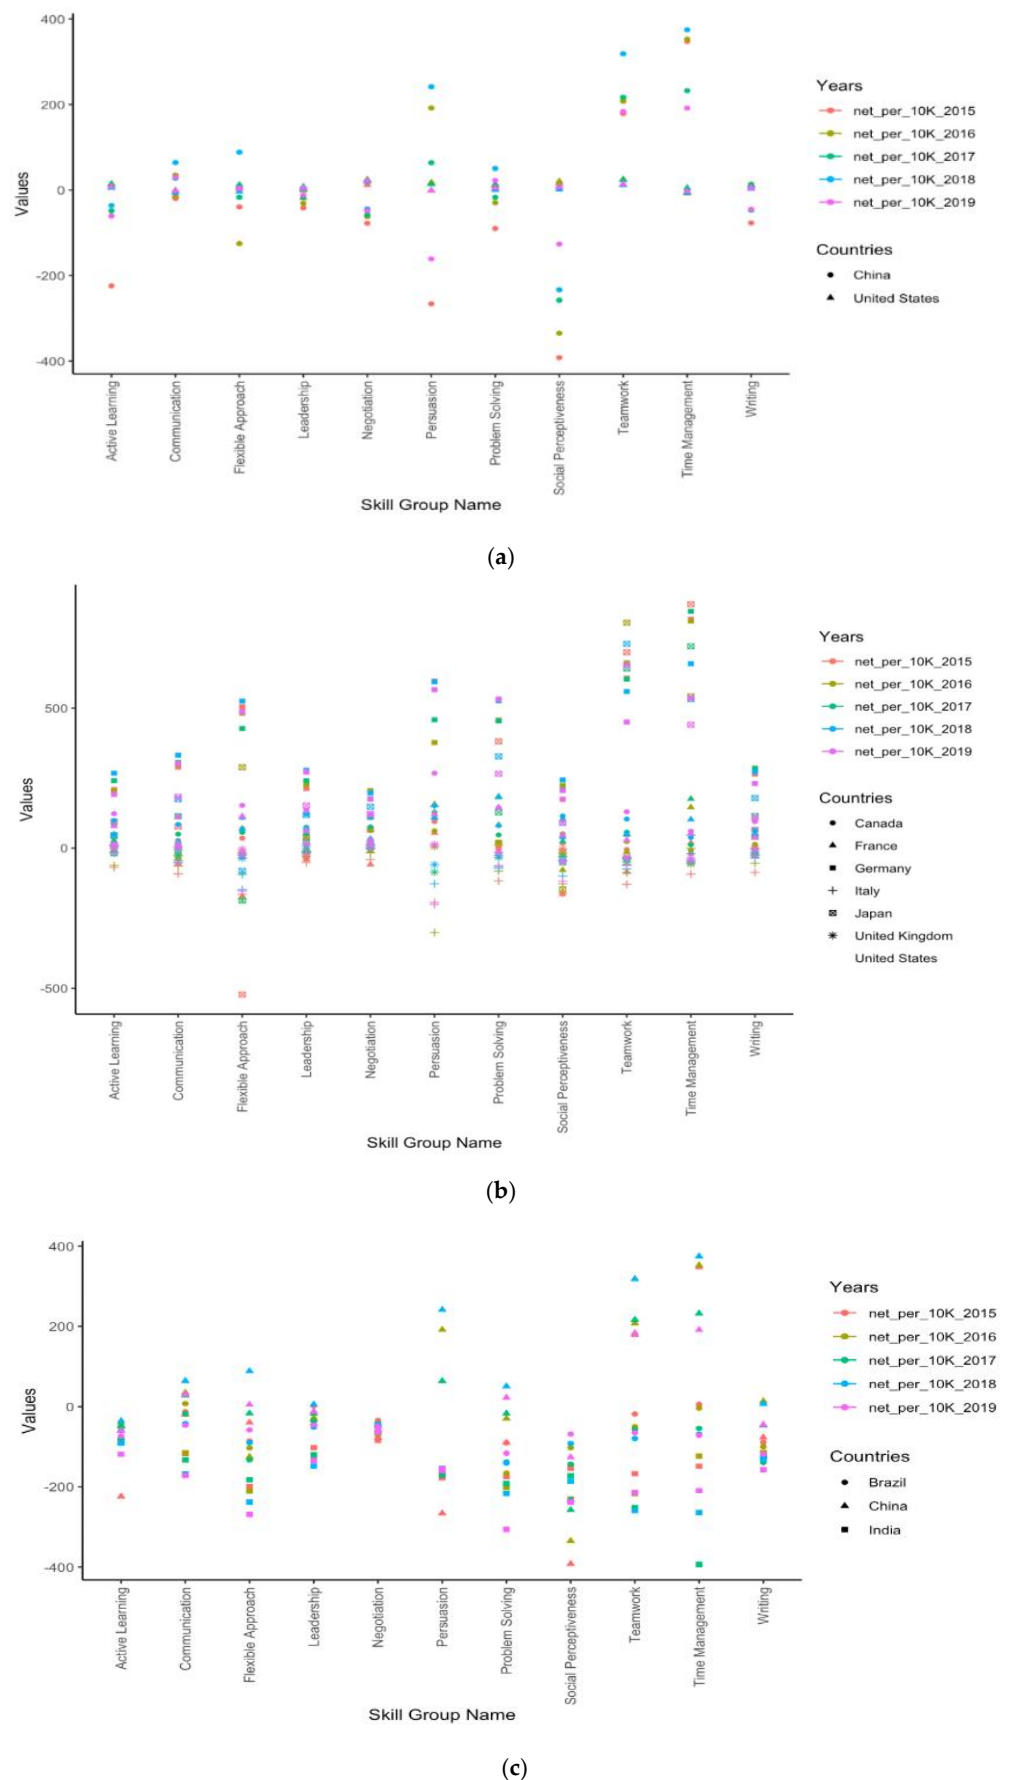 400
200
0
-200
-400
Values
Active Learning
Communication
Flexible Approach
Leadership
Negotiation
Persuasion
Problem Solving
Social Perceptiveness
Teamwork
Time Management
Writing
Skill Group Name
Years
net_per_10K_2015
net_per_10K_2016
net_per_10K_2017
net_per_10K_2018
net_per_10K_2019
Countries
China
United States
(a)
500
0
-500
Values
Active Learning
Communication
Flexible Approach
Leadership
Negotiation
Persuasion
Problem Solving
Social Perceptiveness
Teamwork
Time Management
Writing
Skill Group Name
Years
net_per_10K_2015
net_per_10K_2016
net_per_10K_2017
net_per_10K_2018
net_per_10K_2019
Countries
Canada
France
Germany
Italy
Japan
United Kingdom
United States
(b)
400
200
0
-200
-400
Values
Active Learning
Communication
Flexible Approach
Leadership
Negotiation
Persuasion
Problem Solving
Social Perceptiveness
Teamwork
Time Management
Writing
Skill Group Name
Years
net_per_10K_2015
net_per_10K_2016
net_per_10K_2017
net_per_10K_2018
net_per_10K_2019
Countries
Brazil
China
India
(c)